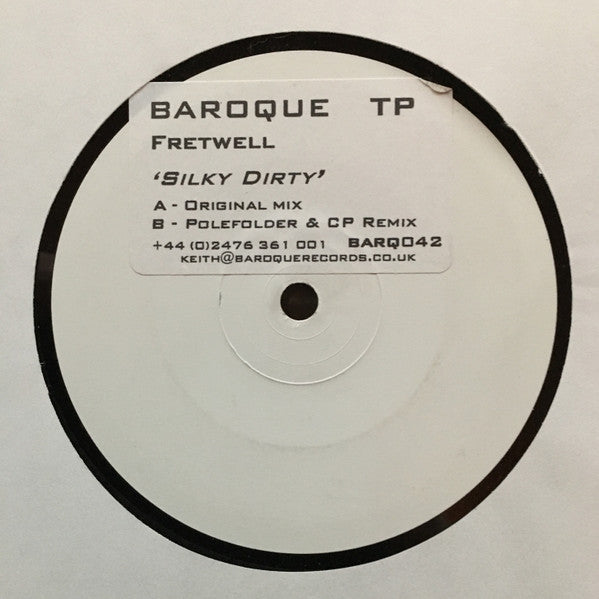 BAROQUE TP
FRETWELL
'SILKY DIRTY'
A - ORIGINAL MIX
B - POLEFOLDER & CP REMIX
+44 (0)2476 361 001 BARQ042
KEITH@BAROQUERECORDS.CO.UK